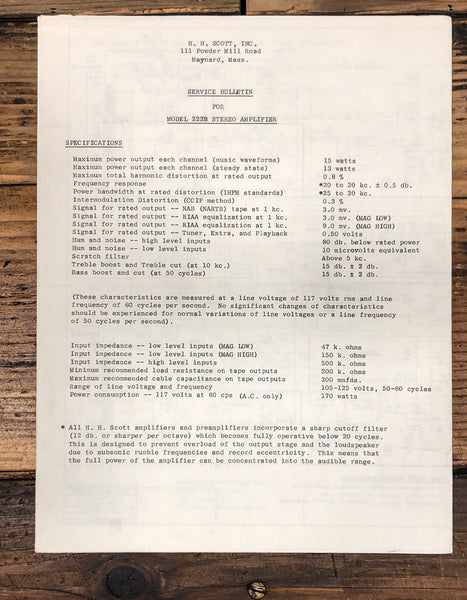 H. H. SCOTT, INC.
111 Powder Mill Road
Maynard, Mass.
SERVICE BULLETIN
FOR
MODEL 222B STEREO AMPLIFIER
SPECIFICATIONS
Maximum power output each channel (music waveforms) 15 watts
Maximum power output each channel (steady state) 13 watts
Maximum total harmonic distortion at rated output 0.8 %
Frequency response *20 to 20 kc. ± 0.5 db.
Power bandwidth at rated distortion (IHFM standards) *25 to 20 kc.
Intermodulation Distortion (CCIF method) 0.3 %
Signal for rated output -- NAB (NARTB) tape at 1 kc. 3.0 mv.
Signal for rated output -- RIAA equalization at 1 kc. 3.0 mv. (MAG LOW)
Signal for rated output -- RIAA equalization at 1 kc. 9.0 mv. (MAG HIGH)
Signal for rated output -- Tuner, Extra, and Playback 0.50 volts
Hum and noise -- high level inputs 80 db. below rated power
Hum and noise -- low level inputs 10 microvolts equivalent
Scratch filter Above 5 kc.
Treble boost and Treble cut (at 10 kc.) 15 db. ± 2 db.
Bass boost and cut (at 50 cycles) 15 db. ± 2 db.
(These characteristics are measured at a line voltage of 117 volts rms and line
frequency of 60 cycles per second. No significant changes of characteristics
should be experienced for normal variations of line voltages or a line frequency
of 50 cycles per second).
Input impedance -- low level inputs (MAG LOW) 47 k. ohms
Input impedance -- low level inputs (MAG HIGH) 150 k. ohms
Input impedance -- high level inputs 500 k. ohms
Minimum recommended load resistance on tape outputs 200 k. ohms
Maximum recommended cable capacitance on tape outputs 200 mmfds.
Range of line voltage and frequency 105-125 volts, 50-60 cycles
Power consumption -- 117 volts at 60 cps (A.C. only) 170 watts
* All H. H. Scott amplifiers and preamplifiers incorporate a sharp cutoff filter
(12 db. or sharper per octave) which becomes fully operative below 20 cycles.
This is designed to prevent overload of the output stage and the loudspeaker
due to subsonic rumble frequencies and record eccentricity. This means that
the full power of the amplifier can be concentrated into the audible range.